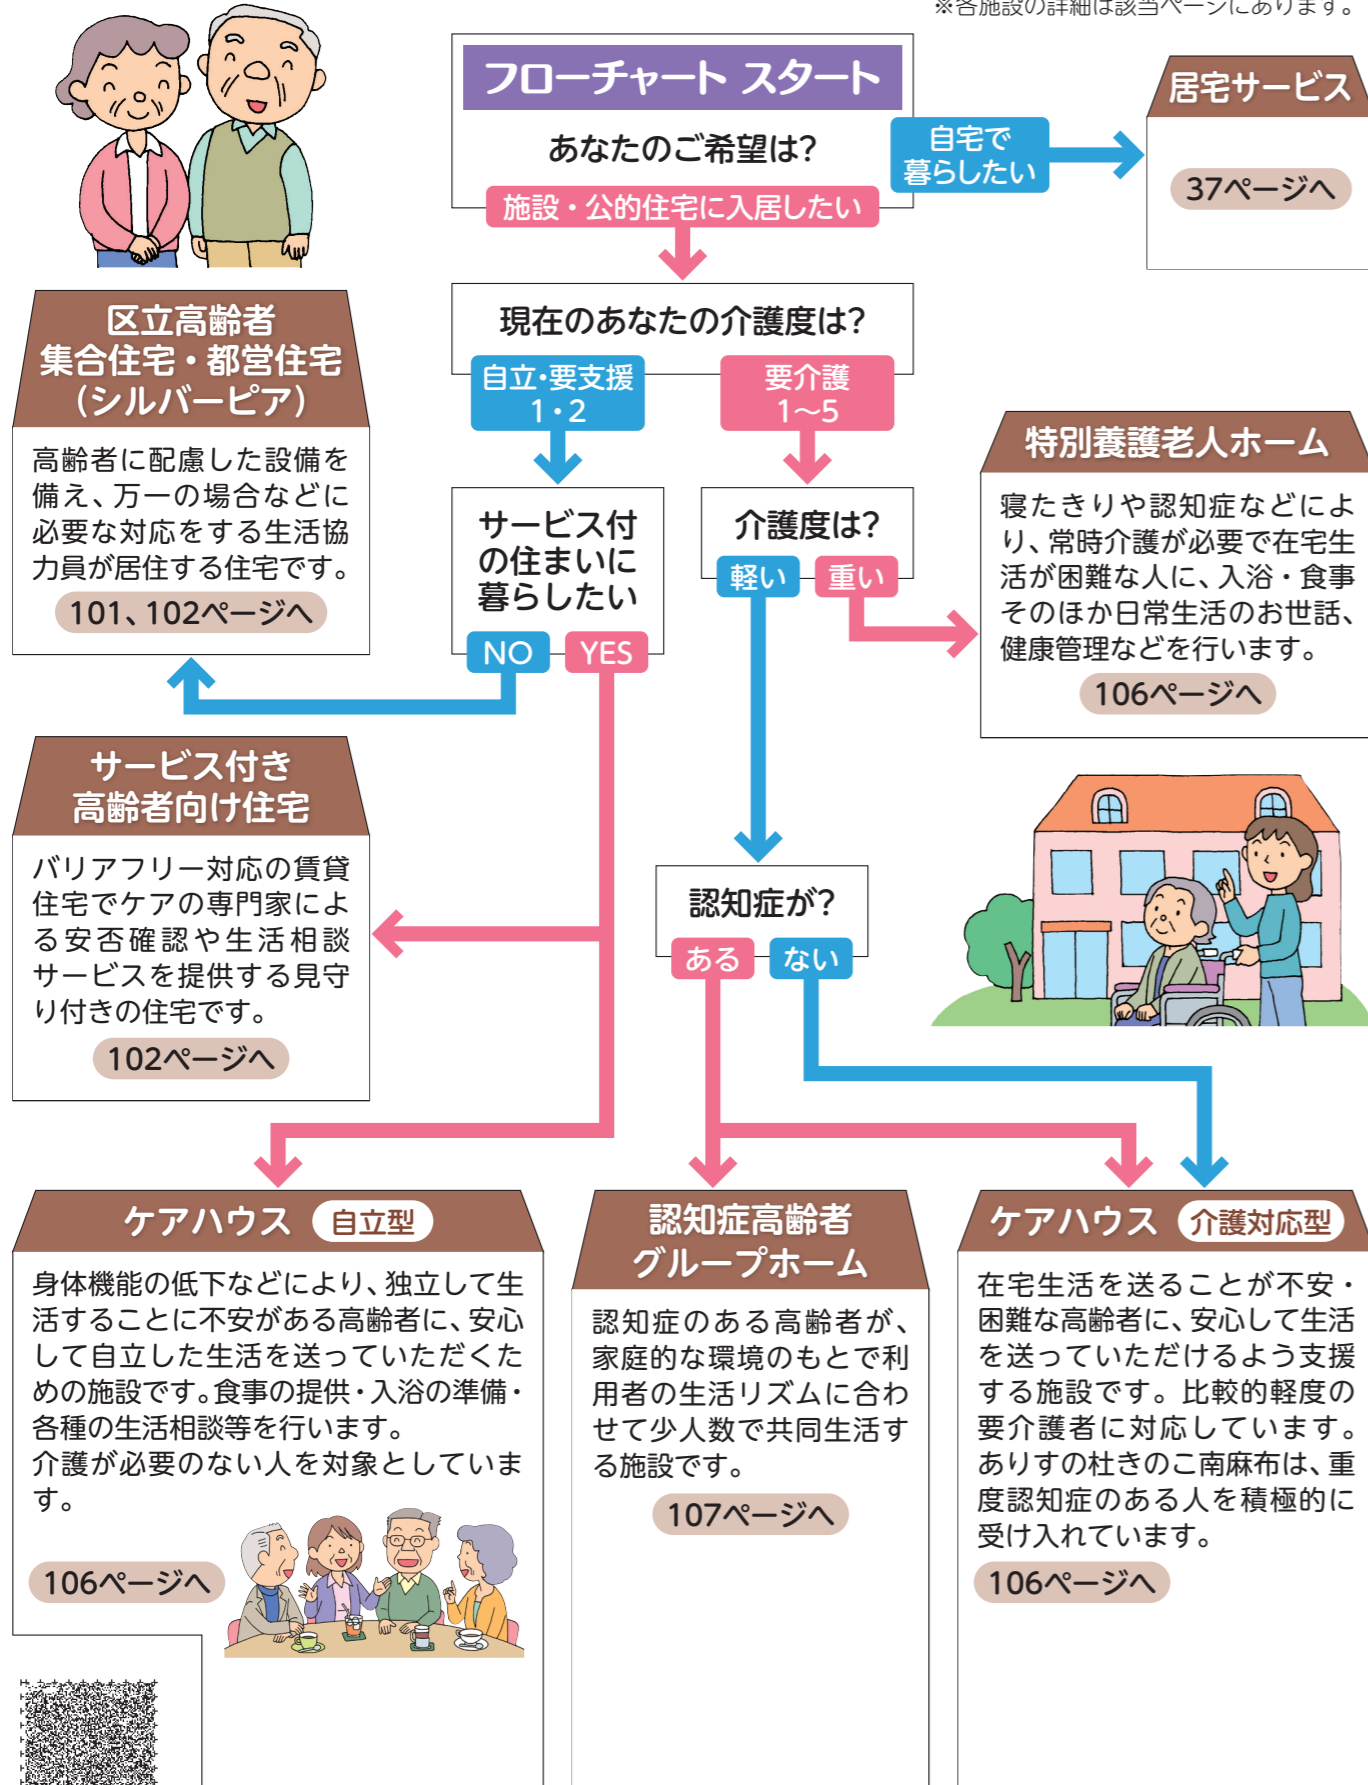 ※各施設の詳細は該当ページにあります。
フローチャート スタート
あなたのご希望は?
自宅で
暮らしたい
施設・公的住宅に入居したい
居宅サービス
37ページへ
現在のあなたの介護度は?
自立・要支援
1・2
要介護
1～5
区立高齢者
集合住宅・都営住宅
（シルバーピア）
高齢者に配慮した設備を
備え、万一の場合などに
必要な対応をする生活協
力員が居住する住宅です。
101、102ページへ
サービス付
の住まいに
暮らしたい
NO
YES
介護度は?
軽い
重い
特別養護老人ホーム
寝たきりや認知症などによ
り、常時介護が必要で在宅生
活が困難な人に、入浴・食事
そのほか日常生活のお世話、
健康管理などを行います。
106ページへ
サービス付き
高齢者向け住宅
バリアフリー対応の賃貸
住宅でケアの専門家によ
る安否確認や生活相談
サービスを提供する見守
り付きの住宅です。
102ページへ
認知症が?
ある
ない
ケアハウス 自立型
身体機能の低下などにより、独立して生
活することに不安がある高齢者に、安心
して自立した生活を送っていただくた
めの施設です。食事の提供・入浴の準備・
各種の生活相談等を行います。
介護が必要のない人を対象としていま
す。
106ページへ
認知症高齢者
グループホーム
認知症のある高齢者が、
家庭的な環境のもとで利
用者の生活リズムに合わ
せて少人数で共同生活す
る施設です。
107ページへ
ケアハウス 介護対応型
在宅生活を送ることが不安・
困難な高齢者に、安心して生活
を送っていただけるよう支援
する施設です。比較的軽度の
要介護者に対応しています。
ありすの杜きのこ南麻布は、重
度認知症のある人を積極的に
受け入れています。
106ページへ